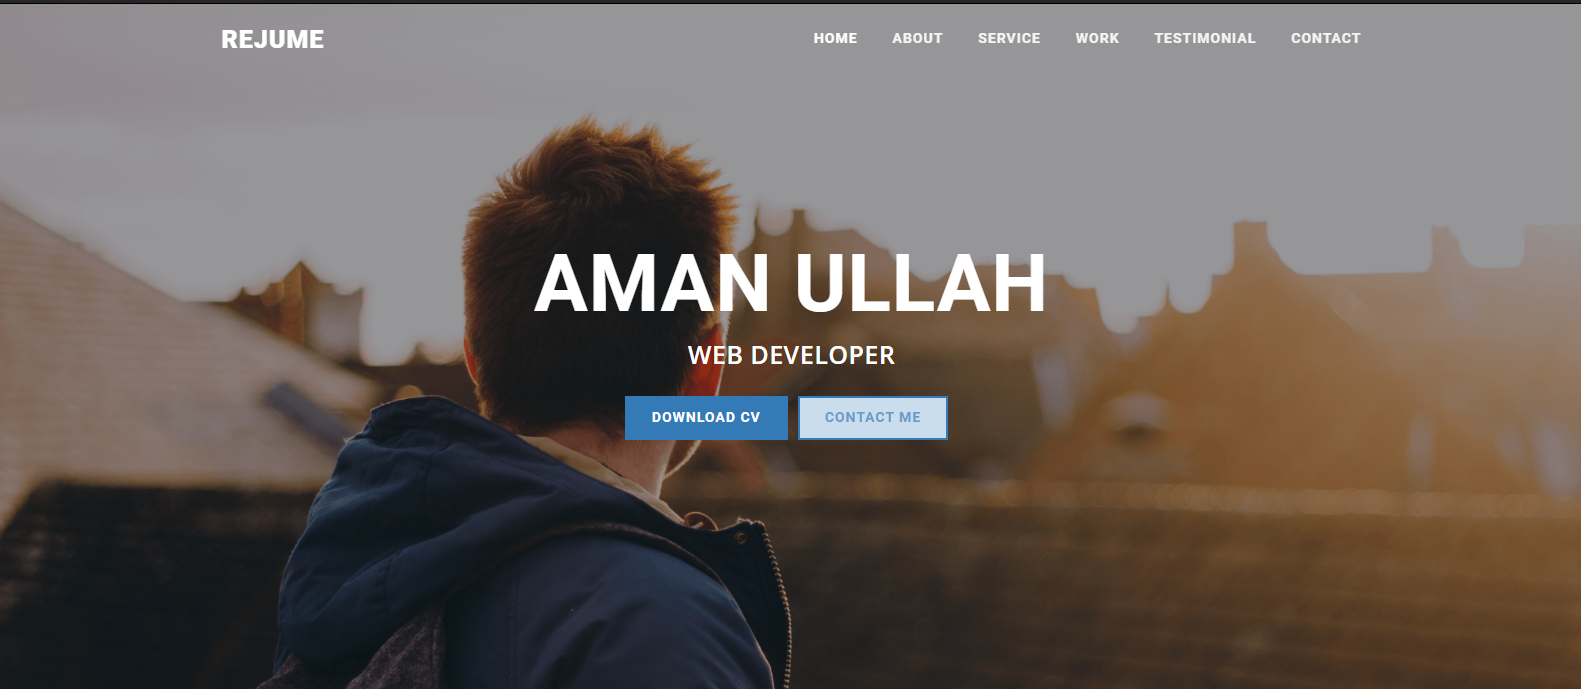 REJUME
HOME ABOUT SERVICE WORK TESTIMONIAL CONTACT
AMAN ULLAH
WEB DEVELOPER
DOWNLOAD CV CONTACT ME